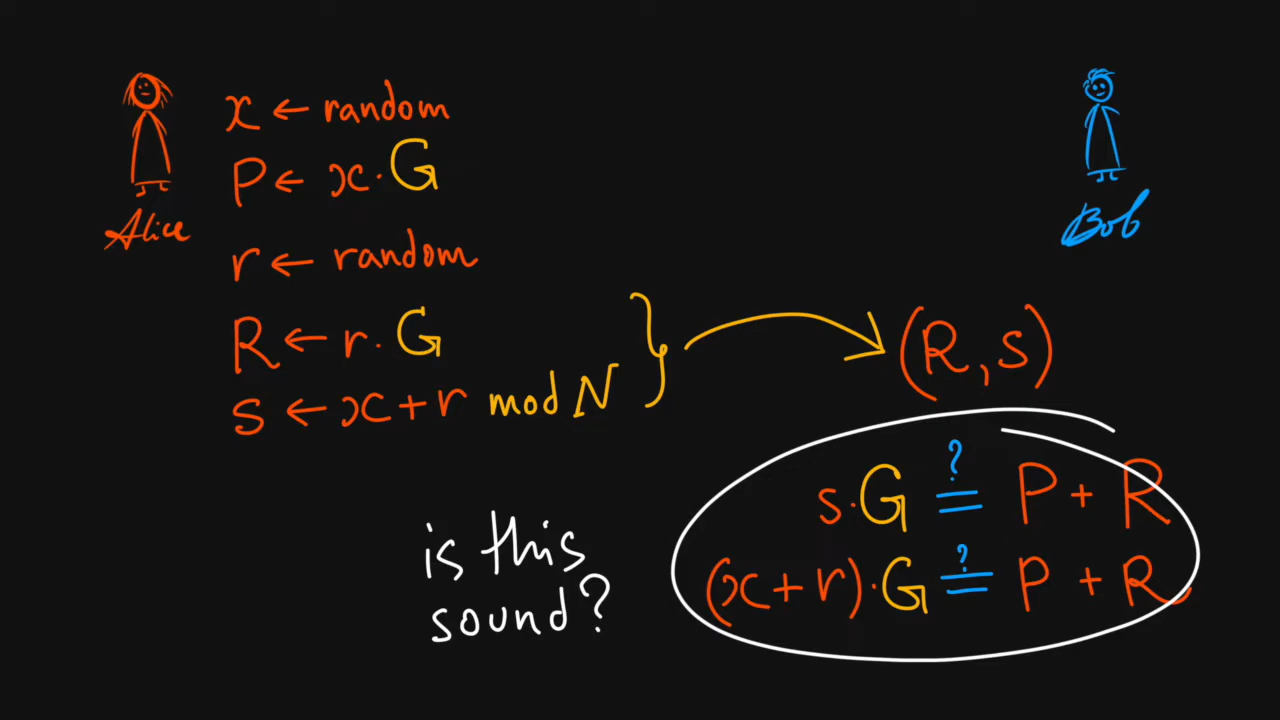 x ← random
P ← x · G
Alice
Bob
r ← random
R ← r · G
s ← x + r mod N
(R, s)
s · G ≟ P + R
is this
sound?
(x + r) · G ≟ P + R